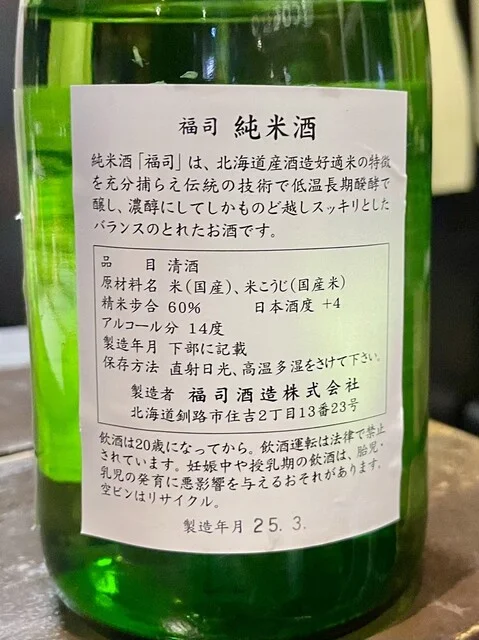 福司 純米酒
純米酒「福司」は、北海道産酒造好適米の特徴
を充分捕らえ伝統の技術で低温長期醗酵で
醸し、濃醇にしてしかものど越しスッキリとした
バランスのとれたお酒です。
品 目 清酒
原材料名 米(国産)、米こうじ(国産米)
精米歩合 60% 日本酒度 +4
アルコール分 14度
製造年月 下部に記載
保存方法 直射日光、高温多湿をさけて下さい。
製造者 福司酒造株式会社
北海道釧路市住吉2丁目13番23号
飲酒は20歳になってから。飲酒運転は法律で禁止
されています。妊娠中や授乳期の飲酒は、胎児・
乳児の発育に悪影響を与えるおそれがあります。
空ビンはリサイクル。
製造年月 25.3.